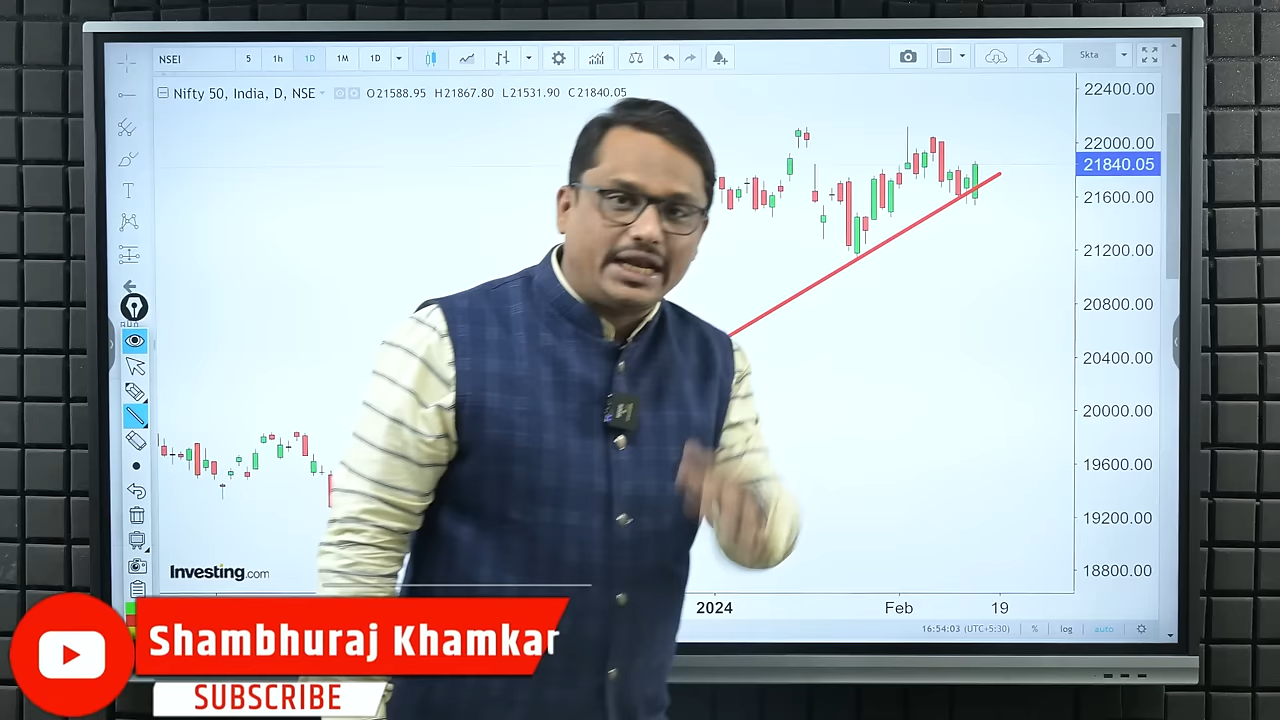 NSEI 5 1h 1D 1M 1D Skta
Nifty 50, India, D, NSE O21588.95 H21867.80 L21531.90 C21840.05
22400.00
22000.00
21840.05
21600.00
21200.00
20800.00
20400.00
20000.00
19600.00
19200.00
18800.00
T
Investing.com
2024 Feb 19
16:54:03 (UTC+5:30) % log auto
Shambhuraj Khamkar
SUBSCRIBE